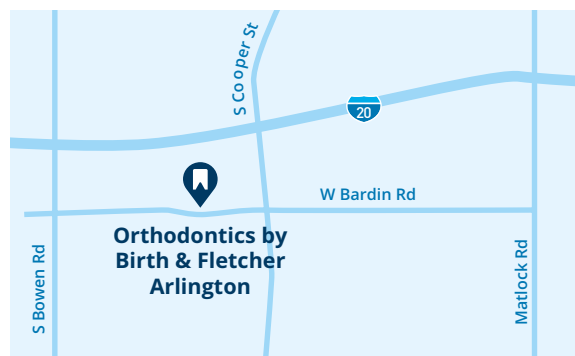 S Cooper St
20
W Bardin Rd
Orthodontics by
Birth & Fletcher
Arlington
S Bowen Rd
Matlock Rd